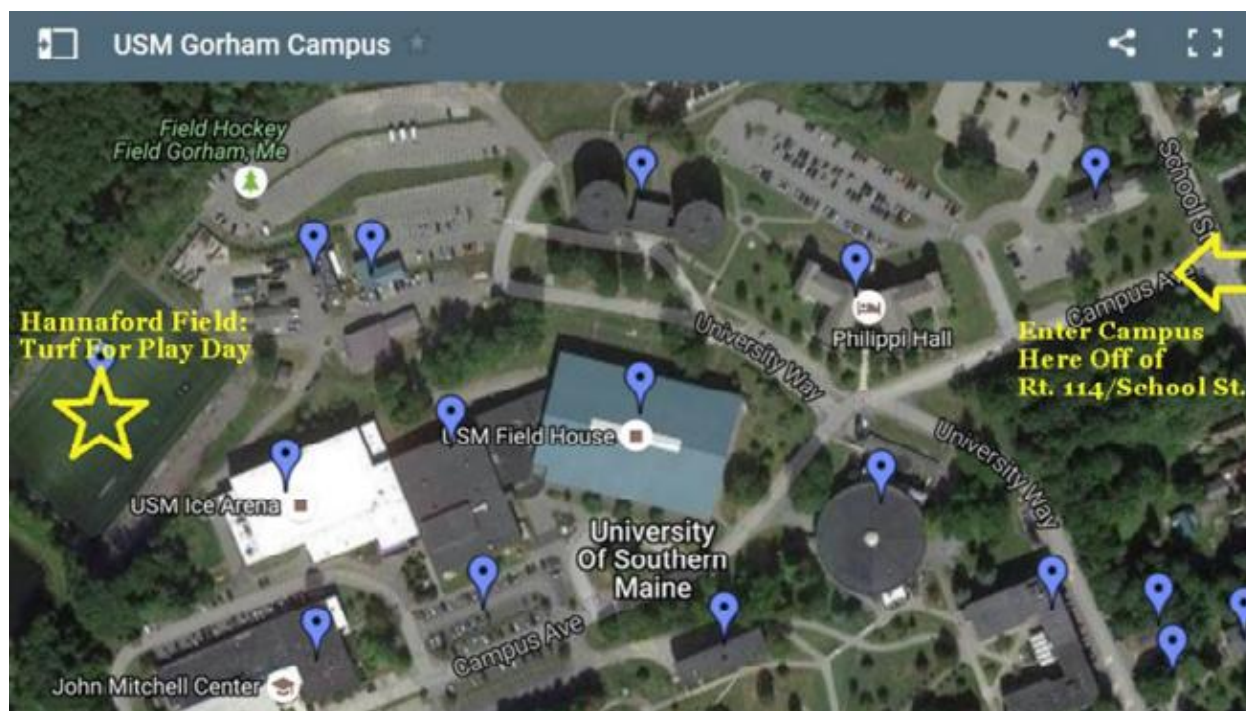 USM Gorham Campus
Field Hockey
Field Gorham, Me
School St
Campus A
Hannaford Field:
Turf For Play Day
University Way
Philippi Hall
Enter Campus
Here Off of
Rt. 114/School St.
USM Field House
University Way
USM Ice Arena
University
Of Southern
Maine
Campus Ave
John Mitchell Center